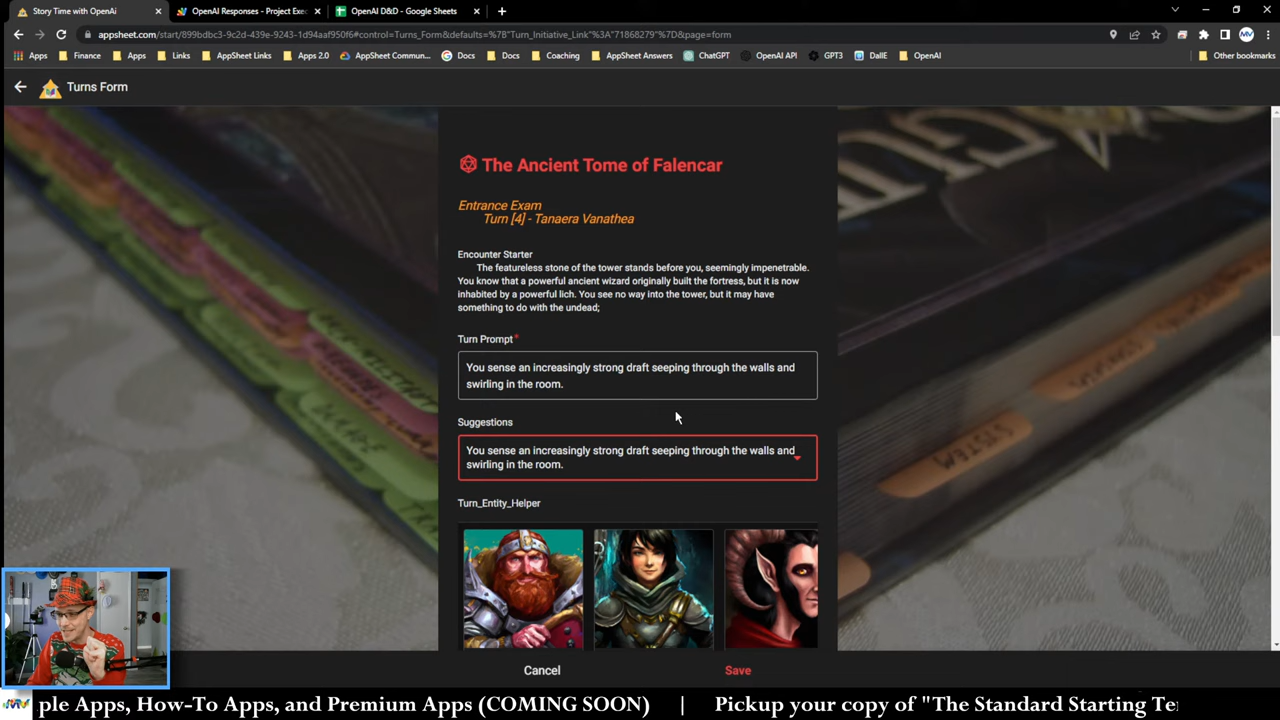 Story Time with OpenAi
OpenAI Responses - Project Exec
OpenAI D&D - Google Sheets
appsheet.com/start/899bdbc3-9c2d-439e-9243-1d94aaf950f6#control=Turns_Form&defaults=%7B"Turn_Initiative_Link"%3A"71868279"%7D&page=form
Apps
Finance
Apps
Links
AppSheet Links
Apps 2.0
AppSheet Commun...
Docs
Docs
Coaching
AppSheet Answers
ChatGPT
OpenAI API
GPT3
DallE
OpenAI
Other bookmarks
Turns Form
The Ancient Tome of Falencar
Entrance Exam
Turn [4] - Tanaera Vanathea
Encounter Starter
The featureless stone of the tower stands before you, seemingly impenetrable.
You know that a powerful ancient wizard originally built the fortress, but it is now
inhabited by a powerful lich. You see no way into the tower, but it may have
something to do with the undead;
Turn Prompt*
You sense an increasingly strong draft seeping through the walls and
swirling in the room.
Suggestions
You sense an increasingly strong draft seeping through the walls and
swirling in the room.
Turn_Entity_Helper
SYSTEM
Cancel
Save
ple Apps, How-To Apps, and Premium Apps (COMING SOON) | Pickup your copy of "The Standard Starting Te